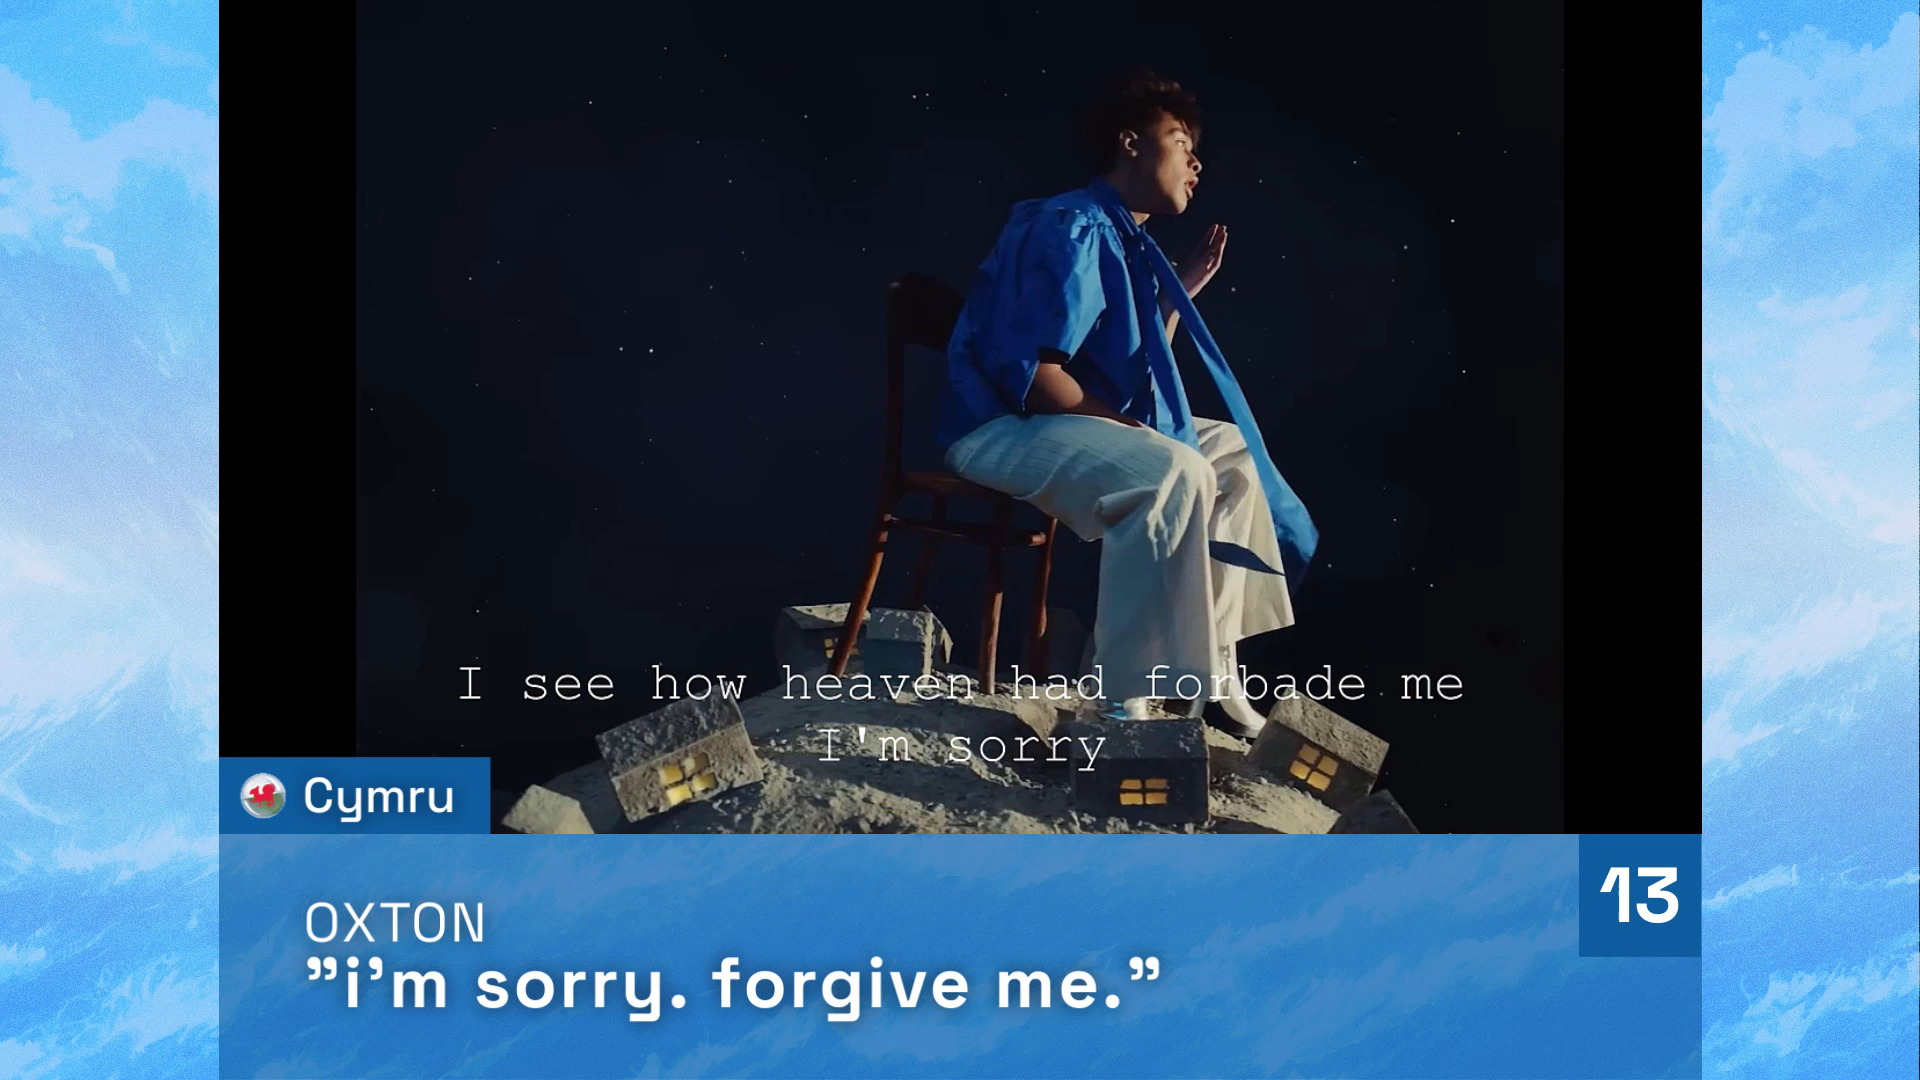 I see how heaven had forbade me
I'm sorry
Cymru
13
OXTON
”i’m sorry. forgive me.”